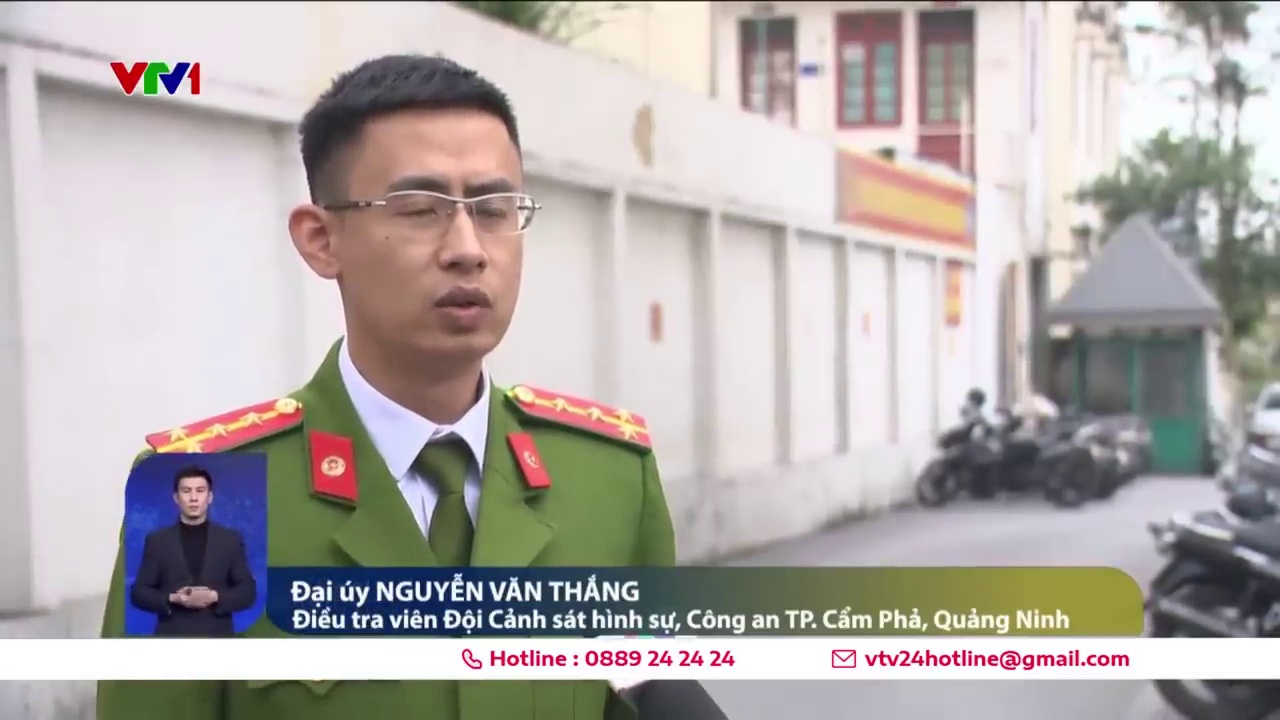 VTV1
Đại úy NGUYỄN VĂN THẮNG
Điều tra viên Đội Cảnh sát hình sự, Công an TP. Cẩm Phả, Quảng Ninh
Hotline : 0889 24 24 24
vtv24hotline@gmail.com